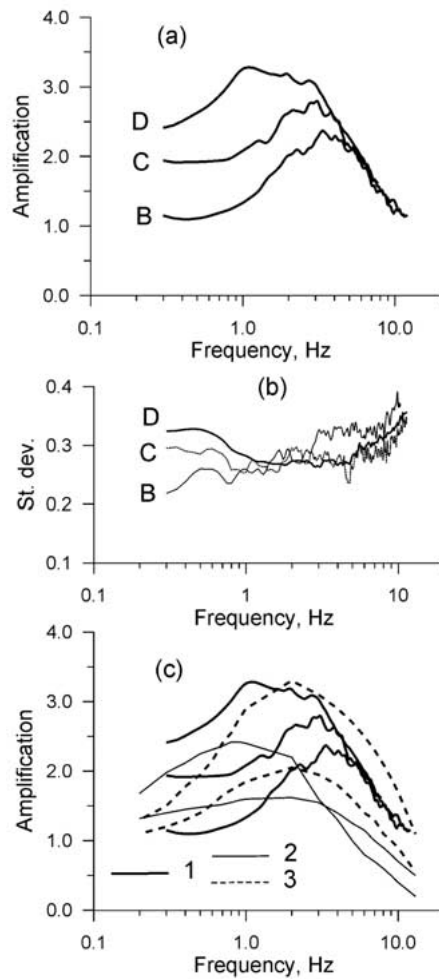 (a)
4.0
3.0
2.0
1.0
0.0
Amplification
D
C
B
0.1
1.0
10.0
Frequency, Hz
(b)
0.4
0.3
0.2
0.1
St. dev.
D
C
B
0.1
1
10
Frequency, Hz
(c)
4.0
3.0
2.0
1.0
0.0
Amplification
1
2
3
0.1
1.0
10.0
Frequency, Hz